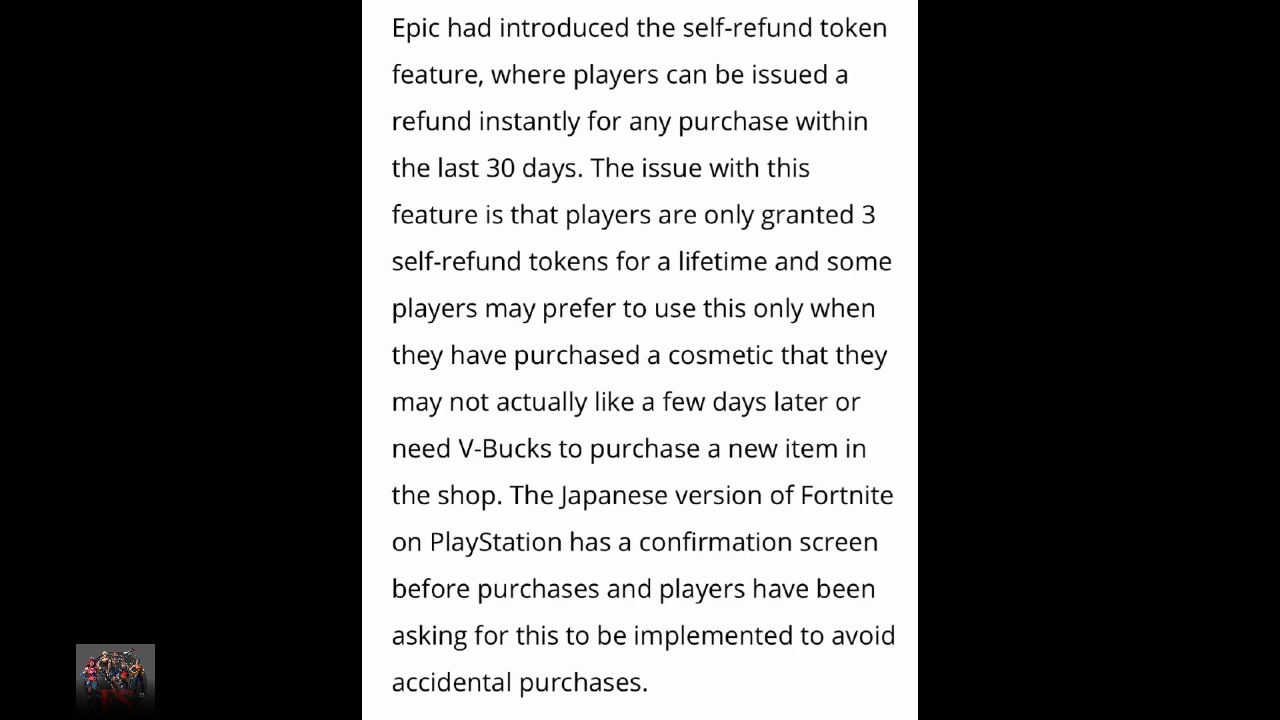 Epic had introduced the self-refund token
feature, where players can be issued a
refund instantly for any purchase within
the last 30 days. The issue with this
feature is that players are only granted 3
self-refund tokens for a lifetime and some
players may prefer to use this only when
they have purchased a cosmetic that they
may not actually like a few days later or
need V-Bucks to purchase a new item in
the shop. The Japanese version of Fortnite
on PlayStation has a confirmation screen
before purchases and players have been
asking for this to be implemented to avoid
accidental purchases.
FS